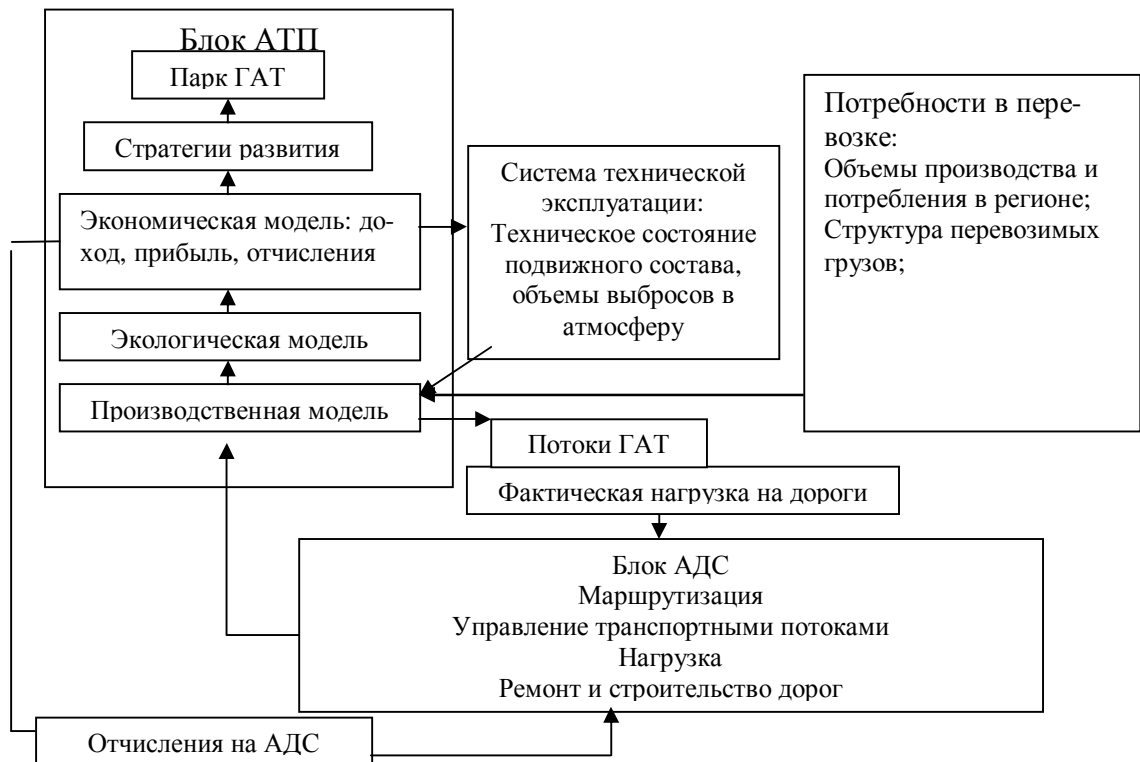 Блок АТП
Парк ГАТ
Стратегии развития
Экономическая модель: до-
ход, прибыль, отчисления
Экологическая модель
Производственная модель
Система технической
эксплуатации:
Техническое состояние
подвижного состава,
объемы выбросов в
атмосферу
Потребности в пере-
возке:
Объемы производства и
потребления в регионе;
Структура перевозимых
грузов;
Потоки ГАТ
Фактическая нагрузка на дороги
Блок АДС
Маршрутизация
Управление транспортными потоками
Нагрузка
Ремонт и строительство дорог
Отчисления на АДС